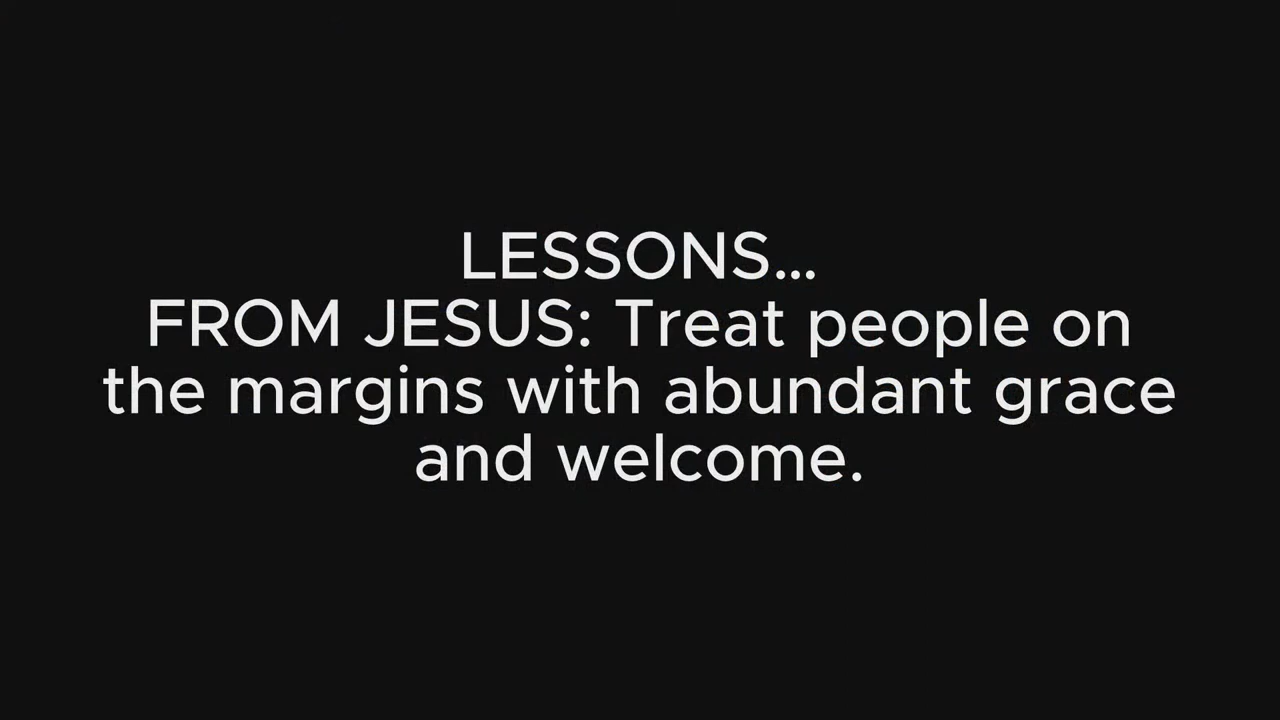 LESSONS...
FROM JESUS: Treat people on
the margins with abundant grace
and welcome.